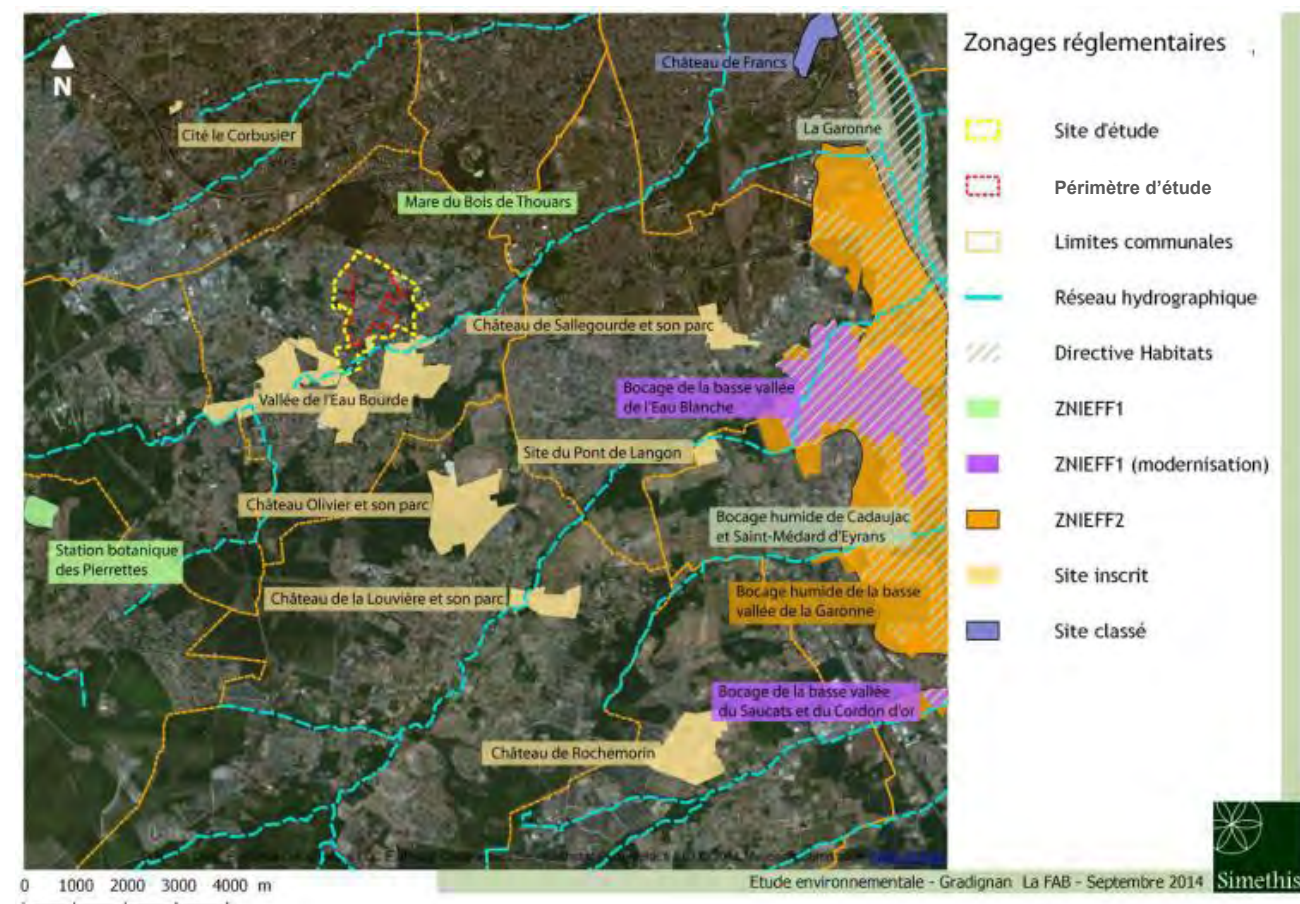 Zonages réglementaires
N
Château de Francs
Cité le Corbusier
La Garonne
Mare du Bois de Thouars
Château de Sallegourde et son parc
Bocage de la basse vallée
de l'Eau Blanche
Vallée de l'Eau Bourde
Site du Pont de Langon
Château Olivier et son parc
Bocage humide de Cadaujac
et Saint-Médard d'Eyrans
Station botanique
des Pierrettes
Château de la Louvière et son parc
Bocage humide de la basse
vallée de la Garonne
Bocage de la basse vallée
du Saucats et du Cordon d'or
Château de Rochemorin
Site d'étude
Périmètre d'étude
Limites communales
Réseau hydrographique
Directive Habitats
ZNIEFF1
ZNIEFF1 (modernisation)
ZNIEFF2
Site inscrit
Site classé
0 1000 2000 3000 4000 m
Etude environnementale - Gradignan La FAB - Septembre 2014
Simethis